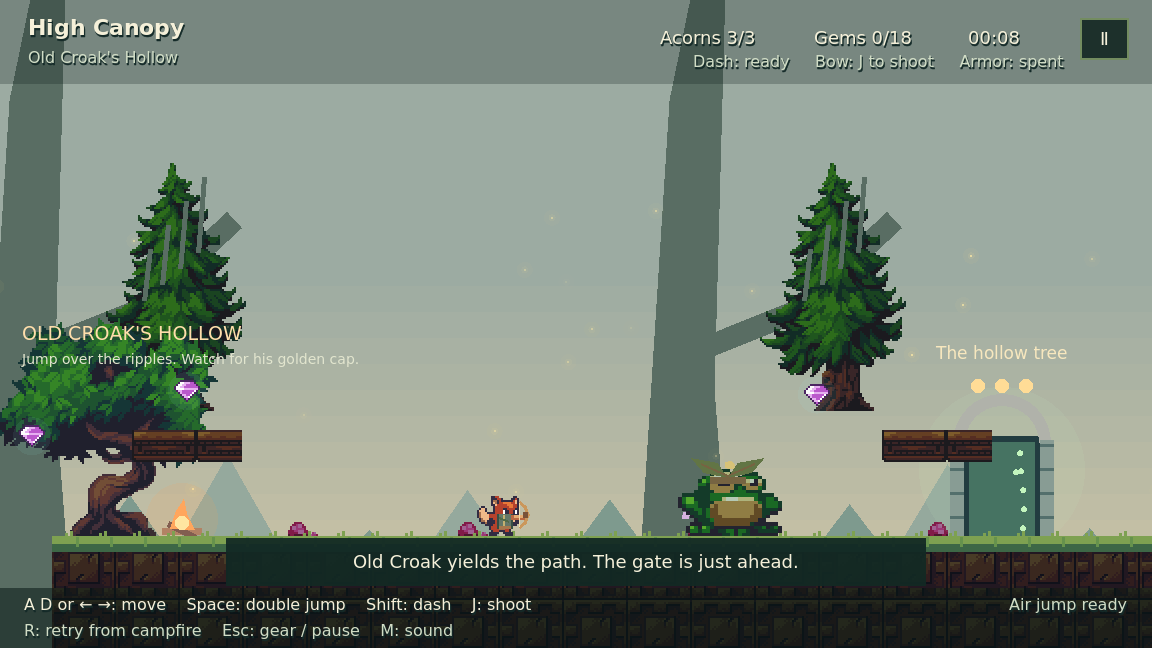 High Canopy
Old Croak's Hollow
Acorns 3/3 Gems 0/18 00:08 II
Dash: ready Bow: J to shoot Armor: spent
OLD CROAK'S HOLLOW
Jump over the ripples. Watch for his golden cap.
The hollow tree
Old Croak yields the path. The gate is just ahead.
A D or ← →: move Space: double jump Shift: dash J: shoot
Air jump ready
R: retry from campfire Esc: gear / pause M: sound